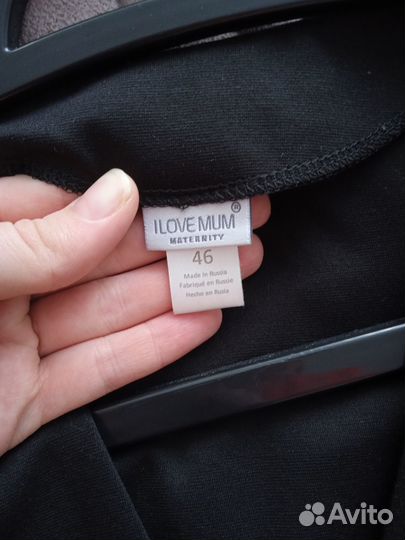 I LOVE MUM ®
MATERNITY
46
Made in Russia
Fabriqué en Russie
Hecho en Rusia
Avito